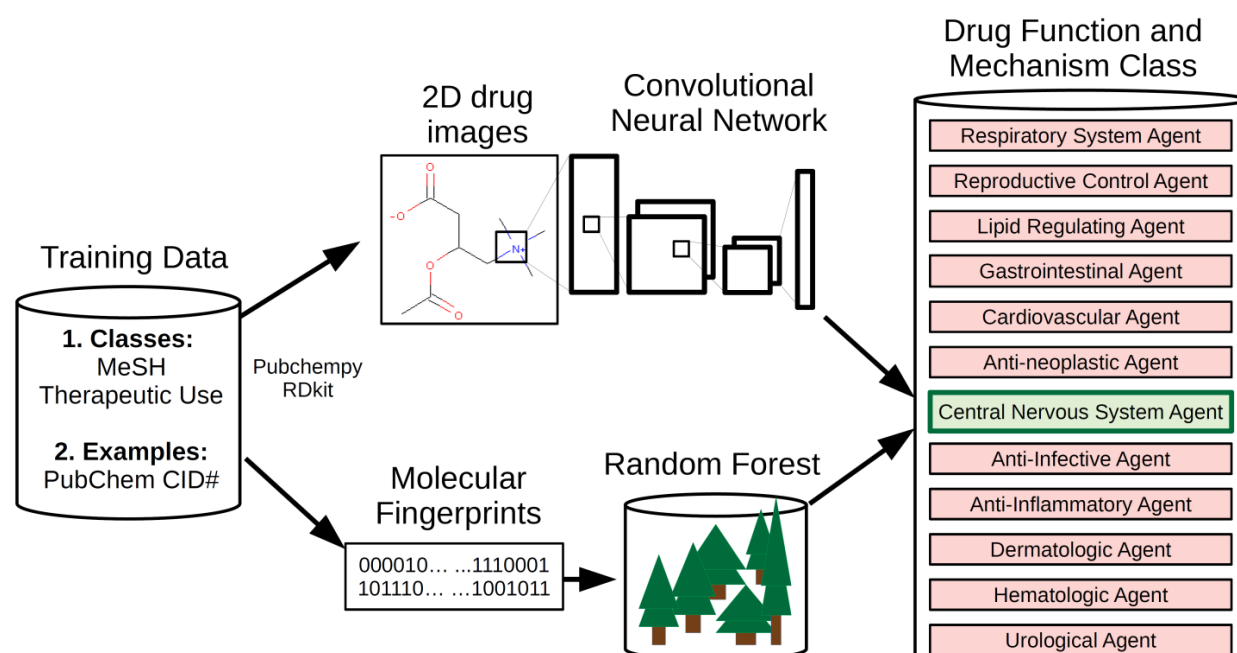 Drug Function and
Mechanism Class
Convolutional
Neural Network
2D drug
images
O
-O
N+
O
O
Training Data
1. Classes:
MeSH
Therapeutic Use
2. Examples:
PubChem CID#
Pubchempy
RDkit
Molecular
Fingerprints
000010... ...1110001
101110... ...1001011
Random Forest
Respiratory System Agent
Reproductive Control Agent
Lipid Regulating Agent
Gastrointestinal Agent
Cardiovascular Agent
Anti-neoplastic Agent
Central Nervous System Agent
Anti-Infective Agent
Anti-Inflammatory Agent
Dermatologic Agent
Hematologic Agent
Urological Agent